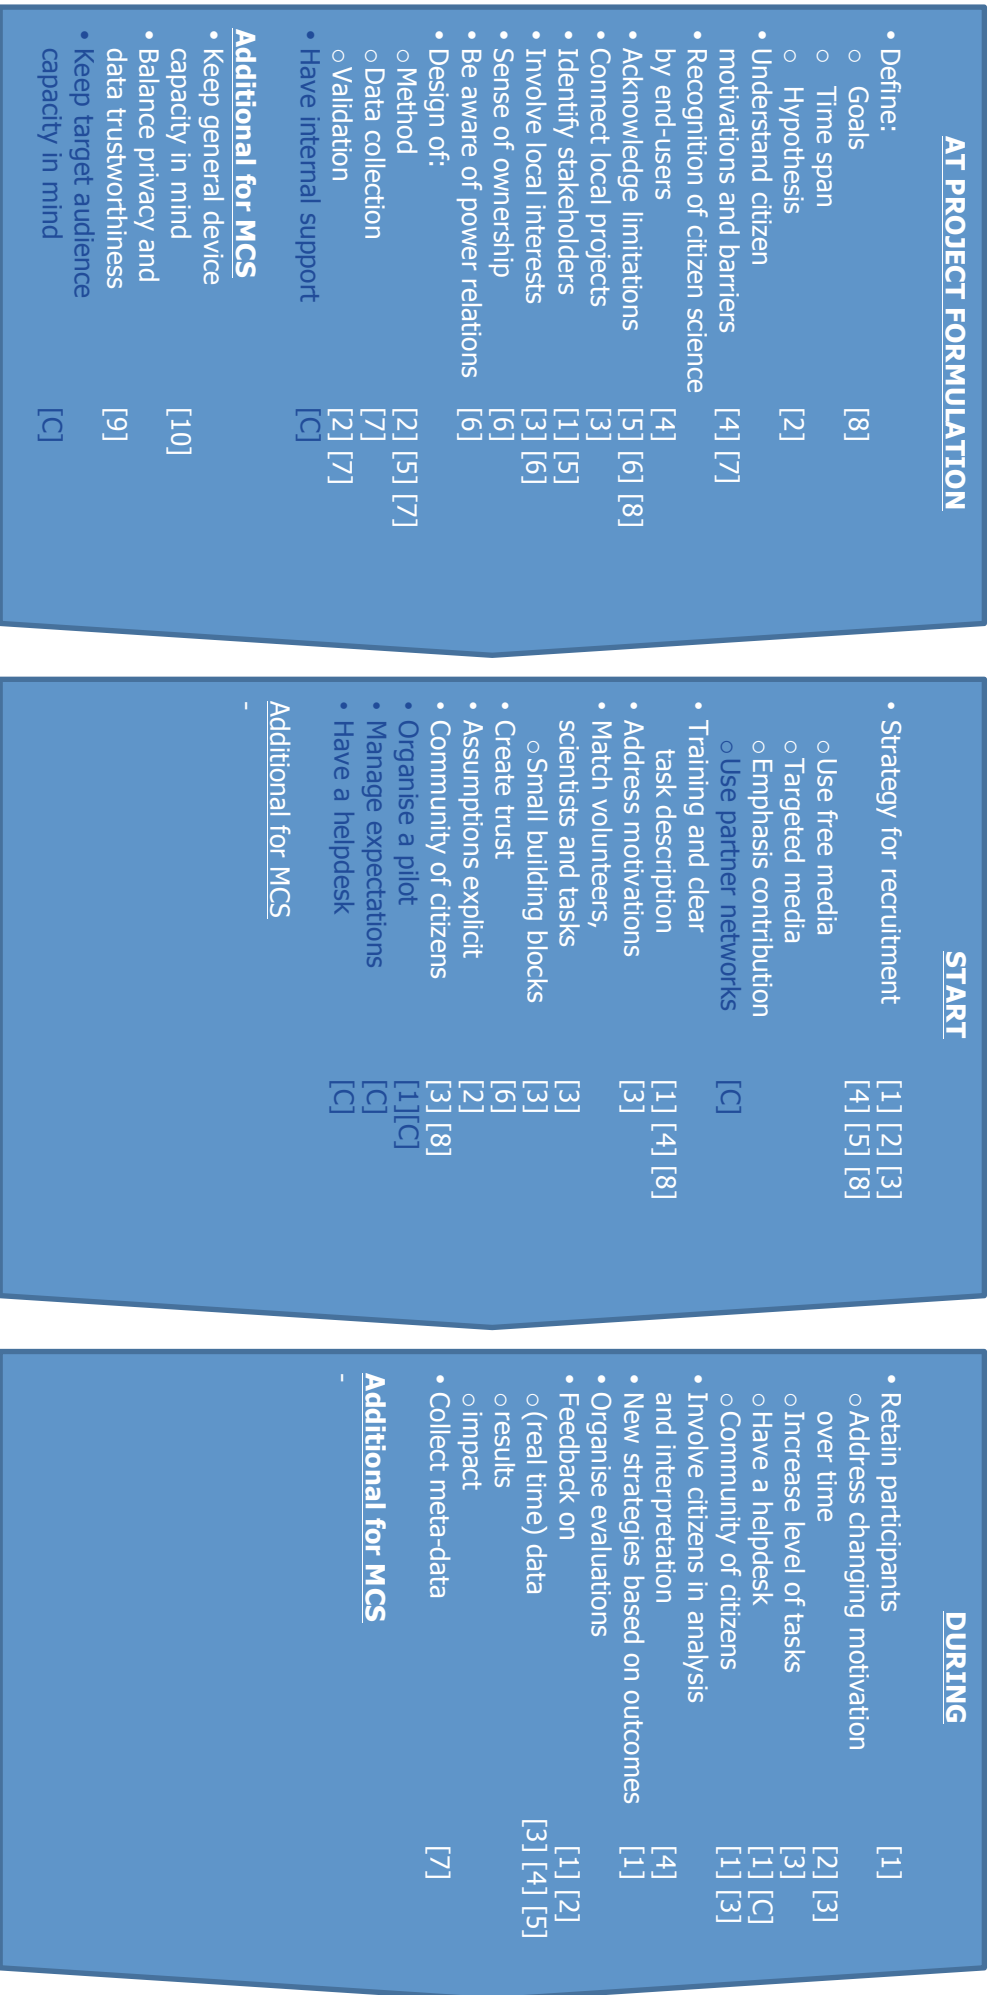 AT PROJECT FORMULATION
• Define:
○ Goals [8]
○ Time span
○ Hypothesis [2]
• Understand citizen
motivations and barriers [4] [7]
• Recognition of citizen science
by end-users [4]
• Acknowledge limitations [5] [6] [8]
• Connect local projects [3]
• Identify stakeholders [1] [5]
• Involve local interests [3] [6]
• Sense of ownership [6]
• Be aware of power relations [6]
• Design of:
○ Method [2] [5] [7]
○ Data collection [7]
○ Validation [2] [7]
• Have internal support [C]
Additional for MCS
• Keep general device
capacity in mind [10]
• Balance privacy and
data trustworthiness [9]
• Keep target audience
capacity in mind [C]
START
• Strategy for recruitment [1] [2] [3]
[4] [5] [8]
○ Use free media
○ Targeted media
○ Emphasis contribution
○ Use partner networks [C]
• Training and clear
task description [1] [4] [8]
• Address motivations [3]
• Match volunteers,
scientists and tasks [3]
○ Small building blocks [3]
• Create trust [6]
• Assumptions explicit [2]
• Community of citizens [3] [8]
• Organise a pilot [1][C]
• Manage expectations [C]
• Have a helpdesk [C]
Additional for MCS
-
DURING
• Retain participants [1]
○ Address changing motivation
over time [2] [3]
○ Increase level of tasks [3]
○ Have a helpdesk [1] [C]
○ Community of citizens [1] [3]
• Involve citizens in analysis
and interpretation [4]
• New strategies based on outcomes [1]
• Organise evaluations
• Feedback on [1] [2]
○ (real time) data [3] [4] [5]
○ results
○ impact
• Collect meta-data [7]
Additional for MCS
-